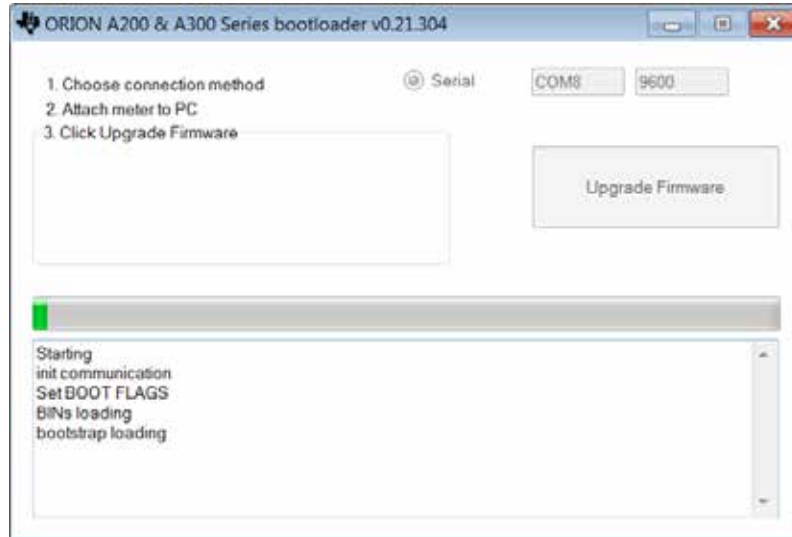 ORION A200 & A300 Series bootloader v0.21.304
1. Choose connection method
Serial
COM8
9600
2. Attach meter to PC
3. Click Upgrade Firmware
Upgrade Firmware
Starting
init communication
Set BOOT FLAGS
BINs loading
bootstrap loading